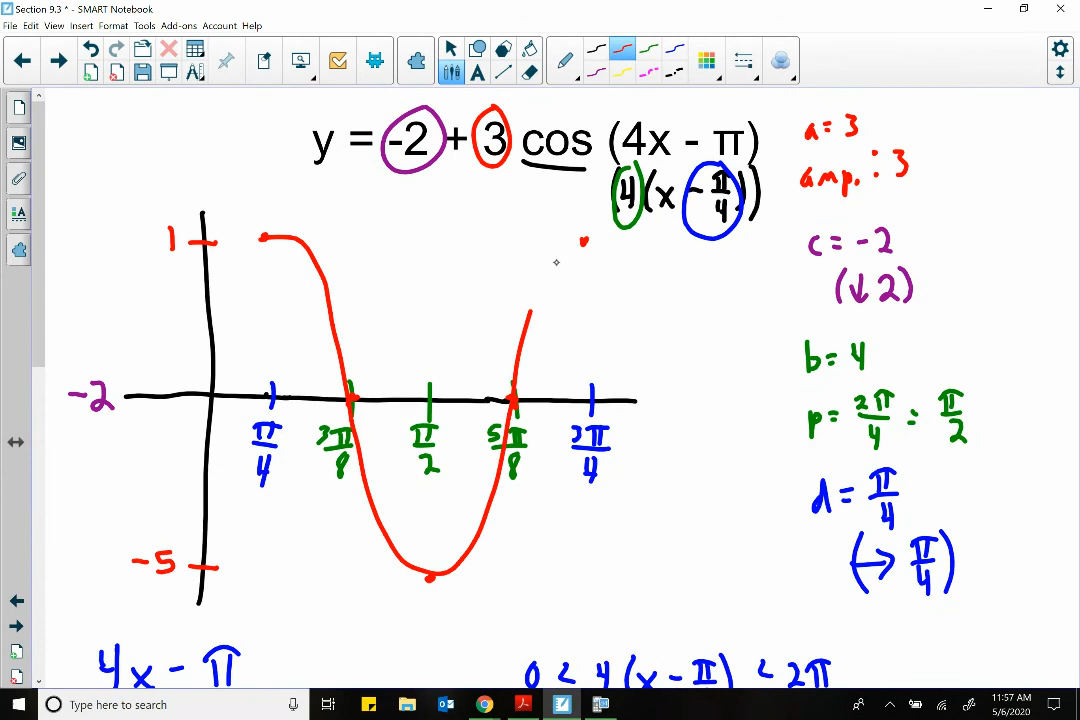 Section 9.3 * - SMART Notebook
File Edit View Insert Format Tools Add-ons Account Help
y = -2 + 3 cos (4x - π)
(4(x - π/4))
a = 3
amp. : 3
c = -2
(↓ 2)
b = 4
p = 2π/4 = π/2
d = π/4
(→ π/4)
1
-2
π/4 3π/8 π/2 5π/8 3π/4
-5
4x - π
0 < 4(x - π) < 2π
Type here to search
11:57 AM
5/6/2020